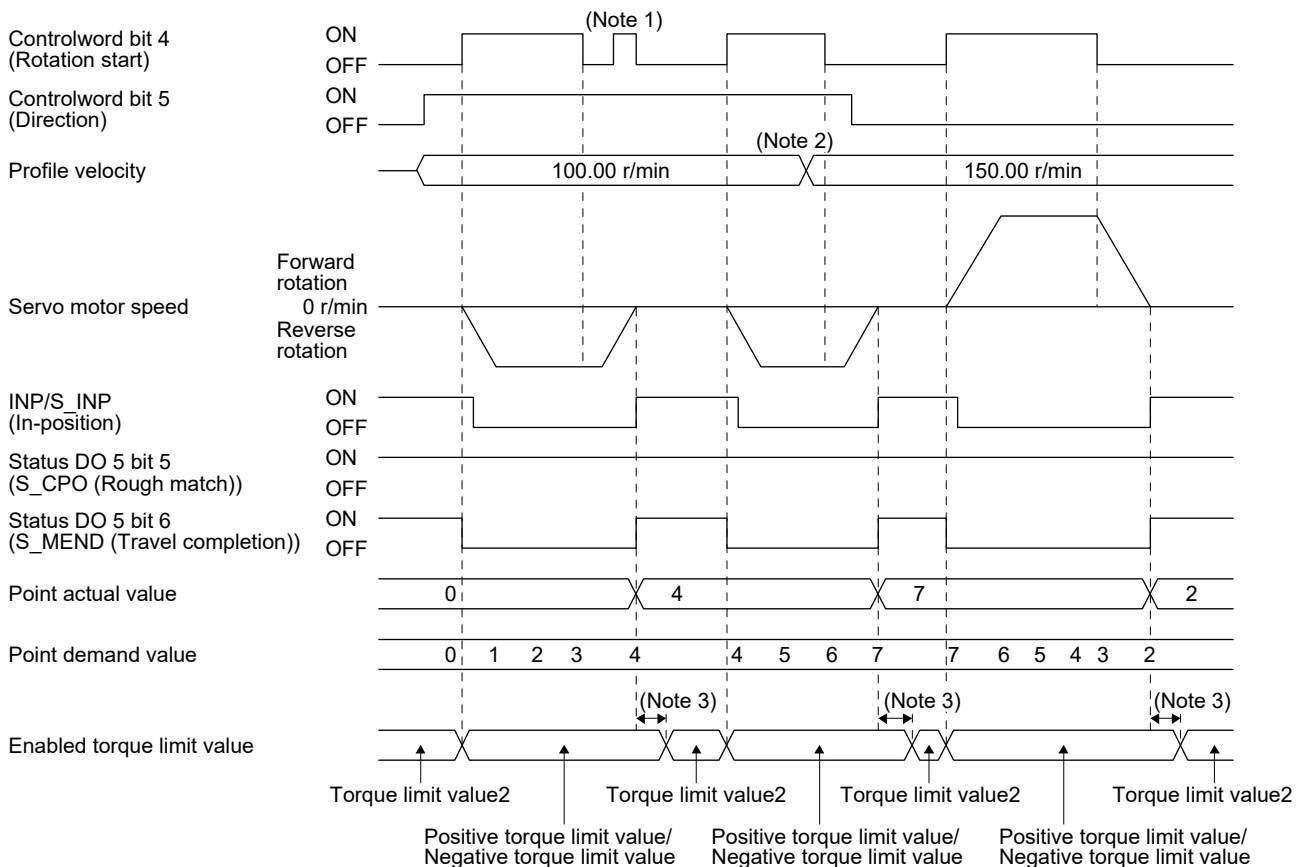 (Note 1)
Controlword bit 4
(Rotation start)
ON
OFF
Controlword bit 5
(Direction)
ON
OFF
(Note 2)
Profile velocity
100.00 r/min
150.00 r/min
Servo motor speed
Forward
rotation
0 r/min
Reverse
rotation
INP/S_INP
(In-position)
ON
OFF
Status DO 5 bit 5
(S_CPO (Rough match))
ON
OFF
Status DO 5 bit 6
(S_MEND (Travel completion))
ON
OFF
Point actual value
0 4 7 2
Point demand value
0 1 2 3 4 4 5 6 7 7 6 5 4 3 2
(Note 3) (Note 3) (Note 3)
Enabled torque limit value
Torque limit value2 Torque limit value2 Torque limit value2 Torque limit value2
Positive torque limit value/ Positive torque limit value/ Positive torque limit value/
Negative torque limit value Negative torque limit value Negative torque limit value